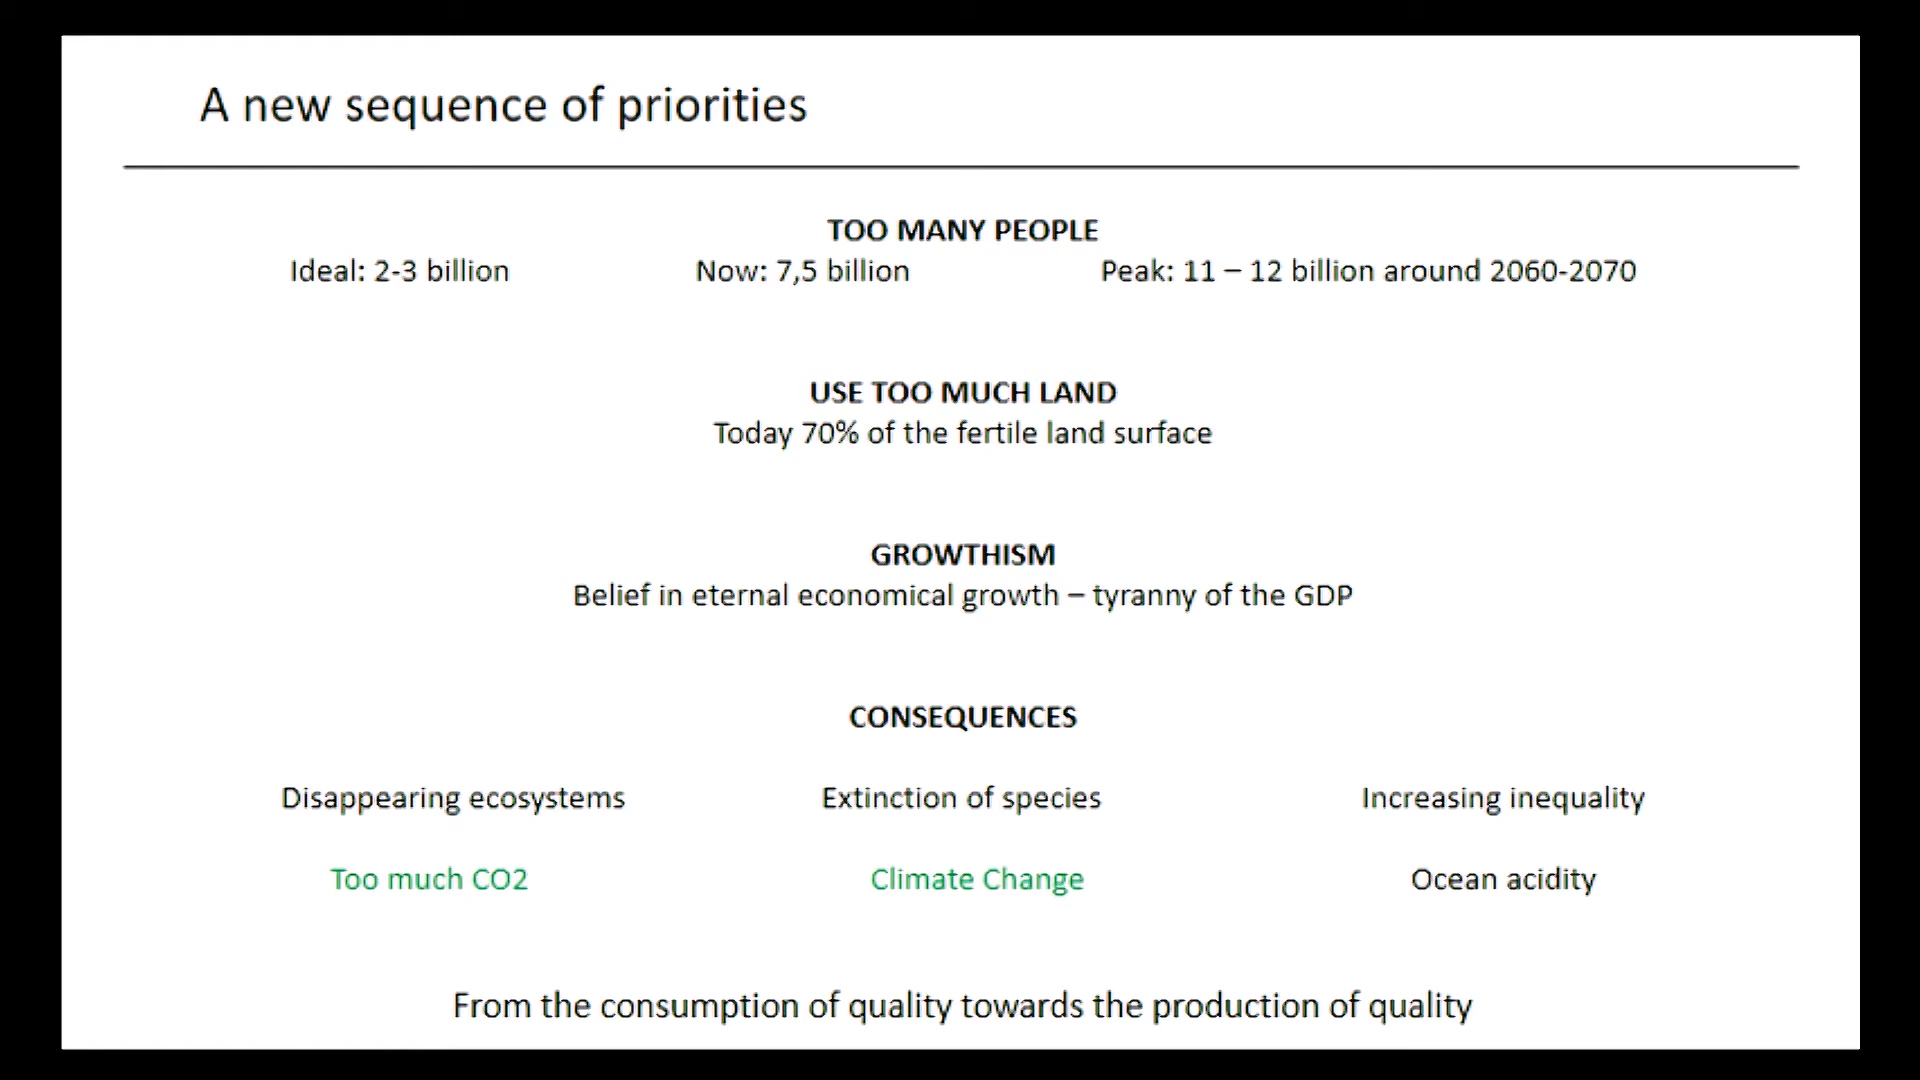 A new sequence of priorities
TOO MANY PEOPLE
Ideal: 2-3 billion Now: 7,5 billion Peak: 11 – 12 billion around 2060-2070
USE TOO MUCH LAND
Today 70% of the fertile land surface
GROWTHISM
Belief in eternal economical growth – tyranny of the GDP
CONSEQUENCES
Disappearing ecosystems Extinction of species Increasing inequality
Too much CO2 Climate Change Ocean acidity
From the consumption of quality towards the production of quality